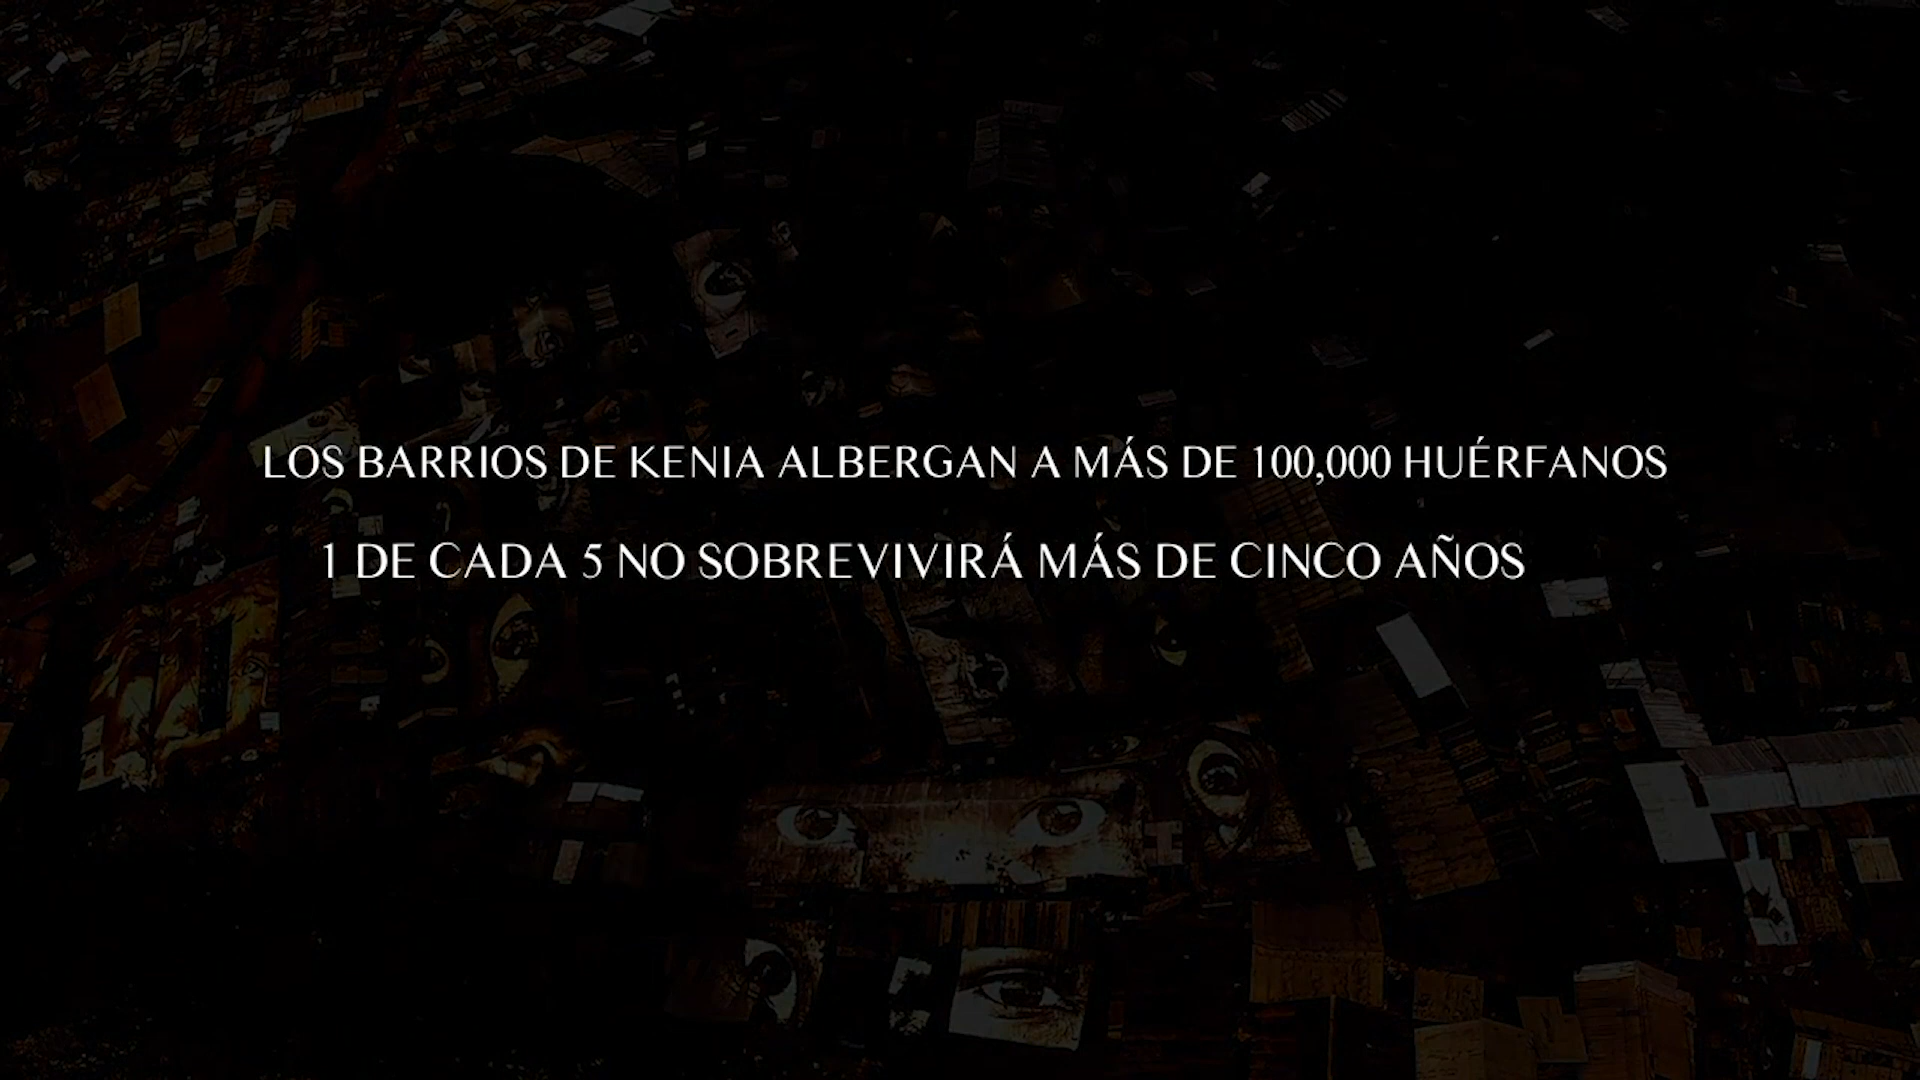 LOS BARRIOS DE KENIA ALBERGAN A MÁS DE 100,000 HUÉRFANOS
1 DE CADA 5 NO SOBREVIVIRÁ MÁS DE CINCO AÑOS